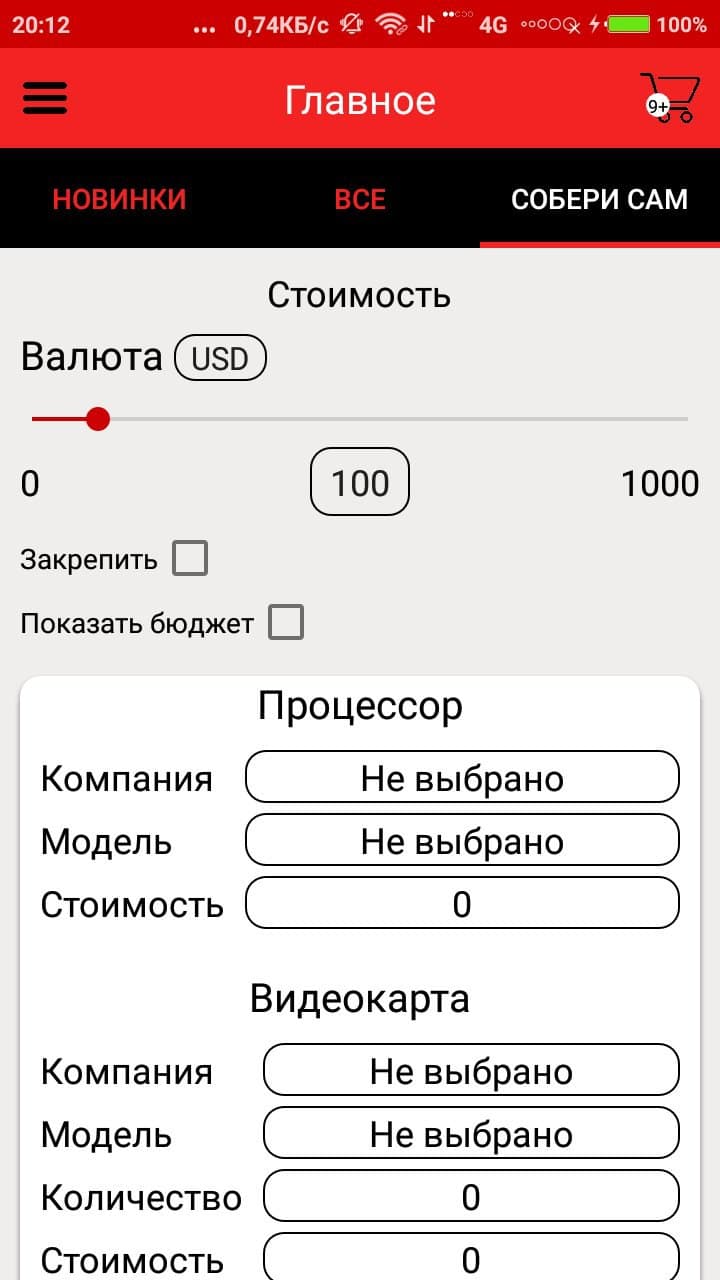 20:12 ... 0,74КБ/с 4G 100%
Главное
9+
НОВИНКИ ВСЕ СОБЕРИ САМ
Стоимость
Валюта USD
0 100 1000
Закрепить
Показать бюджет
Процессор
Компания Не выбрано
Модель Не выбрано
Стоимость 0
Видеокарта
Компания Не выбрано
Модель Не выбрано
Количество 0
Стоимость 0